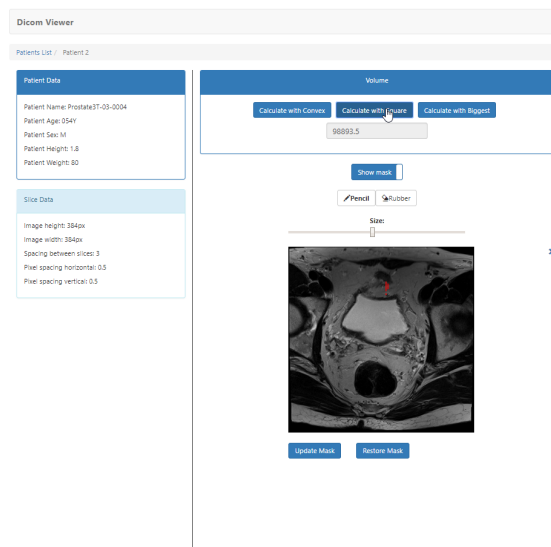 Dicom Viewer
Patients List / Patient 2
Patient Data
Patient Name: Prostate3T-03-0004
Patient Age: 054Y
Patient Sex: M
Patient Height: 1.8
Patient Weight: 80
Slice Data
Image height: 384px
Image width: 384px
Spacing between slices: 3
Pixel spacing horizontal: 0.5
Pixel spacing vertical: 0.5
Volume
Calculate with Convex Calculate with Square Calculate with Biggest
98893.5
Show mask
Pencil Rubber
Size:
1
Update Mask Restore Mask